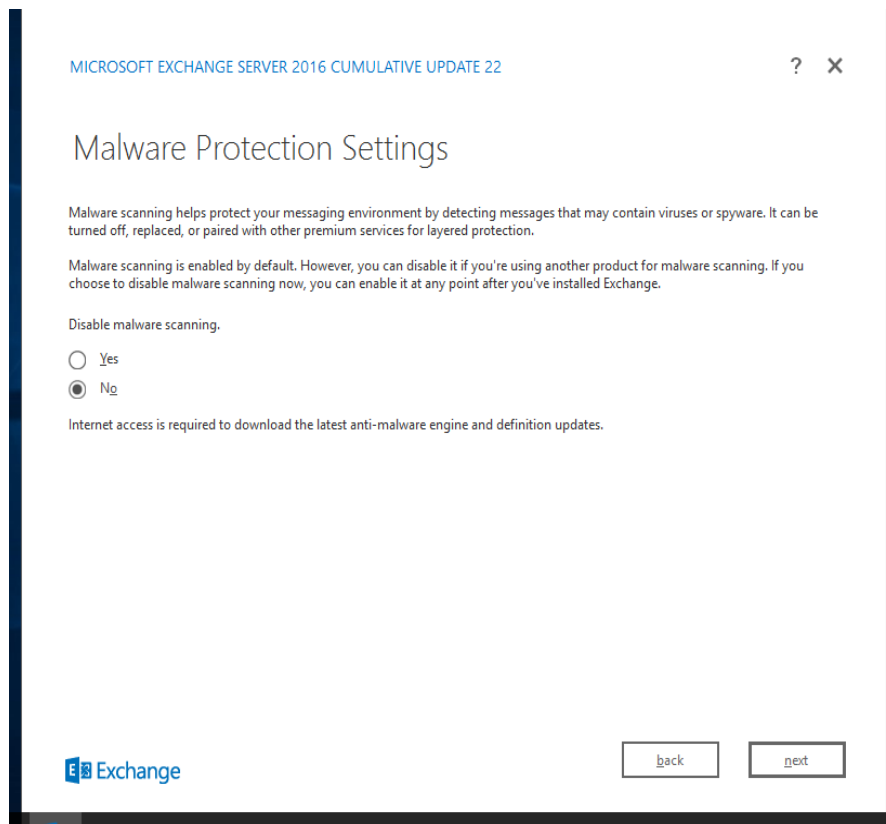 MICROSOFT EXCHANGE SERVER 2016 CUMULATIVE UPDATE 22
?
Malware Protection Settings
Malware scanning helps protect your messaging environment by detecting messages that may contain viruses or spyware. It can be
turned off, replaced, or paired with other premium services for layered protection.
Malware scanning is enabled by default. However, you can disable it if you're using another product for malware scanning. If you
choose to disable malware scanning now, you can enable it at any point after you've installed Exchange.
Disable malware scanning.
Yes
No
Internet access is required to download the latest anti-malware engine and definition updates.
E Exchange
back
next